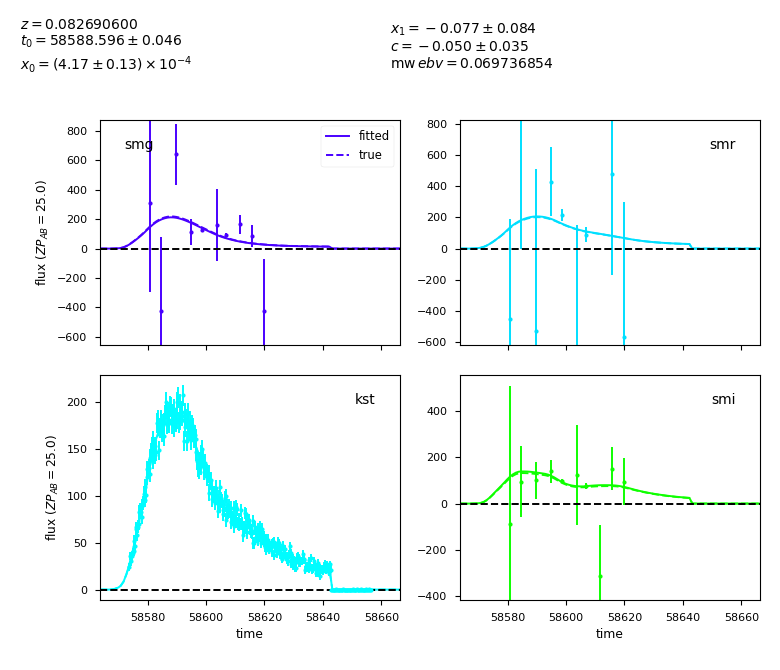 z = 0.082690600
t₀ = 58588.596 ± 0.046
x₀ = (4.17 ± 0.13) × 10⁻⁴
x₁ = −0.077 ± 0.084
c = −0.050 ± 0.035
mw ebv = 0.069736854
smg
fitted
true
800
600
400
200
0
−200
−400
−600
flux (ZP_AB = 25.0)
smr
800
600
400
200
0
−200
−400
−600
kst
200
150
100
50
0
flux (ZP_AB = 25.0)
58580 58600 58620 58640 58660
time
smi
400
200
0
−200
−400
58580 58600 58620 58640 58660
time